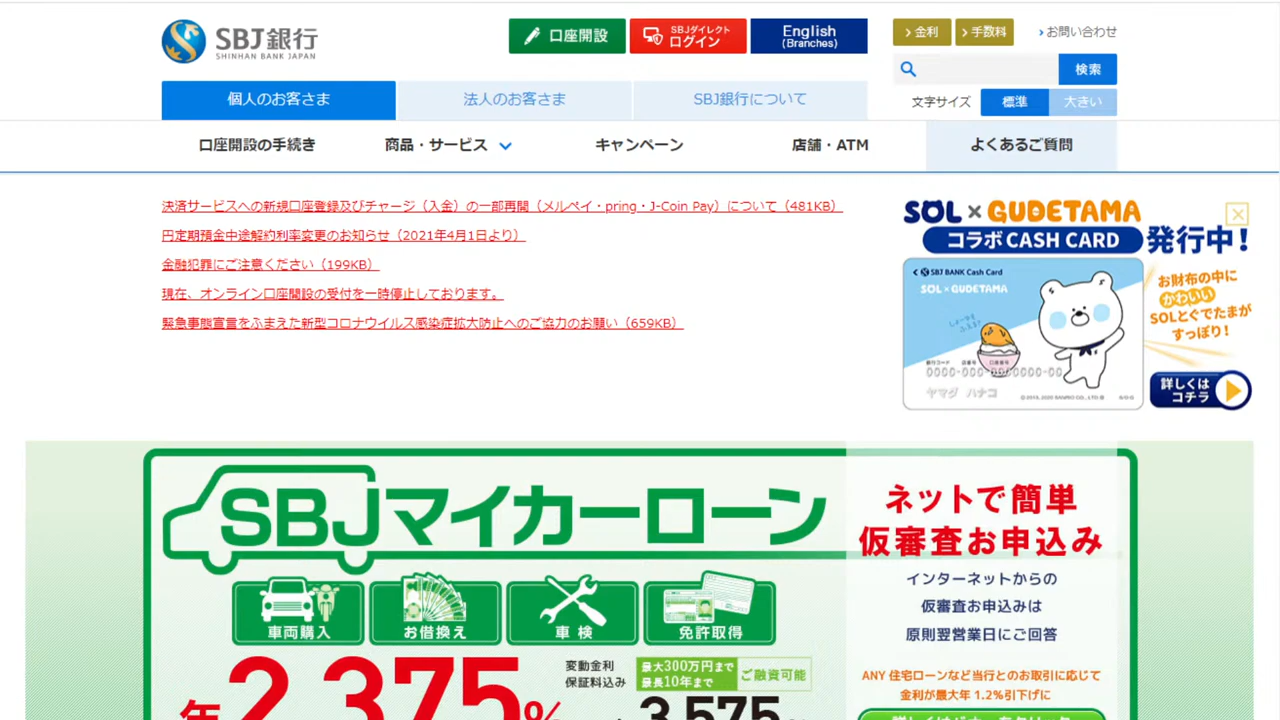 SBJ銀行
SHINHAN BANK JAPAN
口座開設
SBJダイレクト
ログイン
English
(Branches)
金利
手数料
お問い合わせ
検索
文字サイズ
標準
大きい
個人のお客さま
法人のお客さま
SBJ銀行について
口座開設の手続き
商品・サービス
キャンペーン
店舗・ATM
よくあるご質問
決済サービスへの新規口座登録及びチャージ（入金）の一部再開（メルペイ・pring・J-Coin Pay）について（481KB）
円定期預金中途解約利率変更のお知らせ（2021年4月1日より）
金融犯罪にご注意ください（199KB）
現在、オンライン口座開設の受付を一時停止しております。
緊急事態宣言をふまえた新型コロナウイルス感染症拡大防止へのご協力のお願い（659KB）
SOL×GUDETAMA
コラボCASH CARD
発行中！
SBJ BANK Cash Card
SOL×GUDETAMA
お財布の中に
かわいい
SOLとぐでたまが
すっぽり！
銀行コード
店番号
口座番号
ヤマダ ハナコ
詳しくは
コチラ
SBJマイカーローン
車両購入
お借換え
車検
免許取得
年2.375%
変動金利
保証料込み
最大300万円まで
最長10年まで
ご融資可能
3.575
ネットで簡単
仮審査お申込み
インターネットからの
仮審査お申込みは
原則翌営業日にご回答
ANY 住宅ローンなど当行とのお取引に応じて
金利が最大年 1.2%引下げに